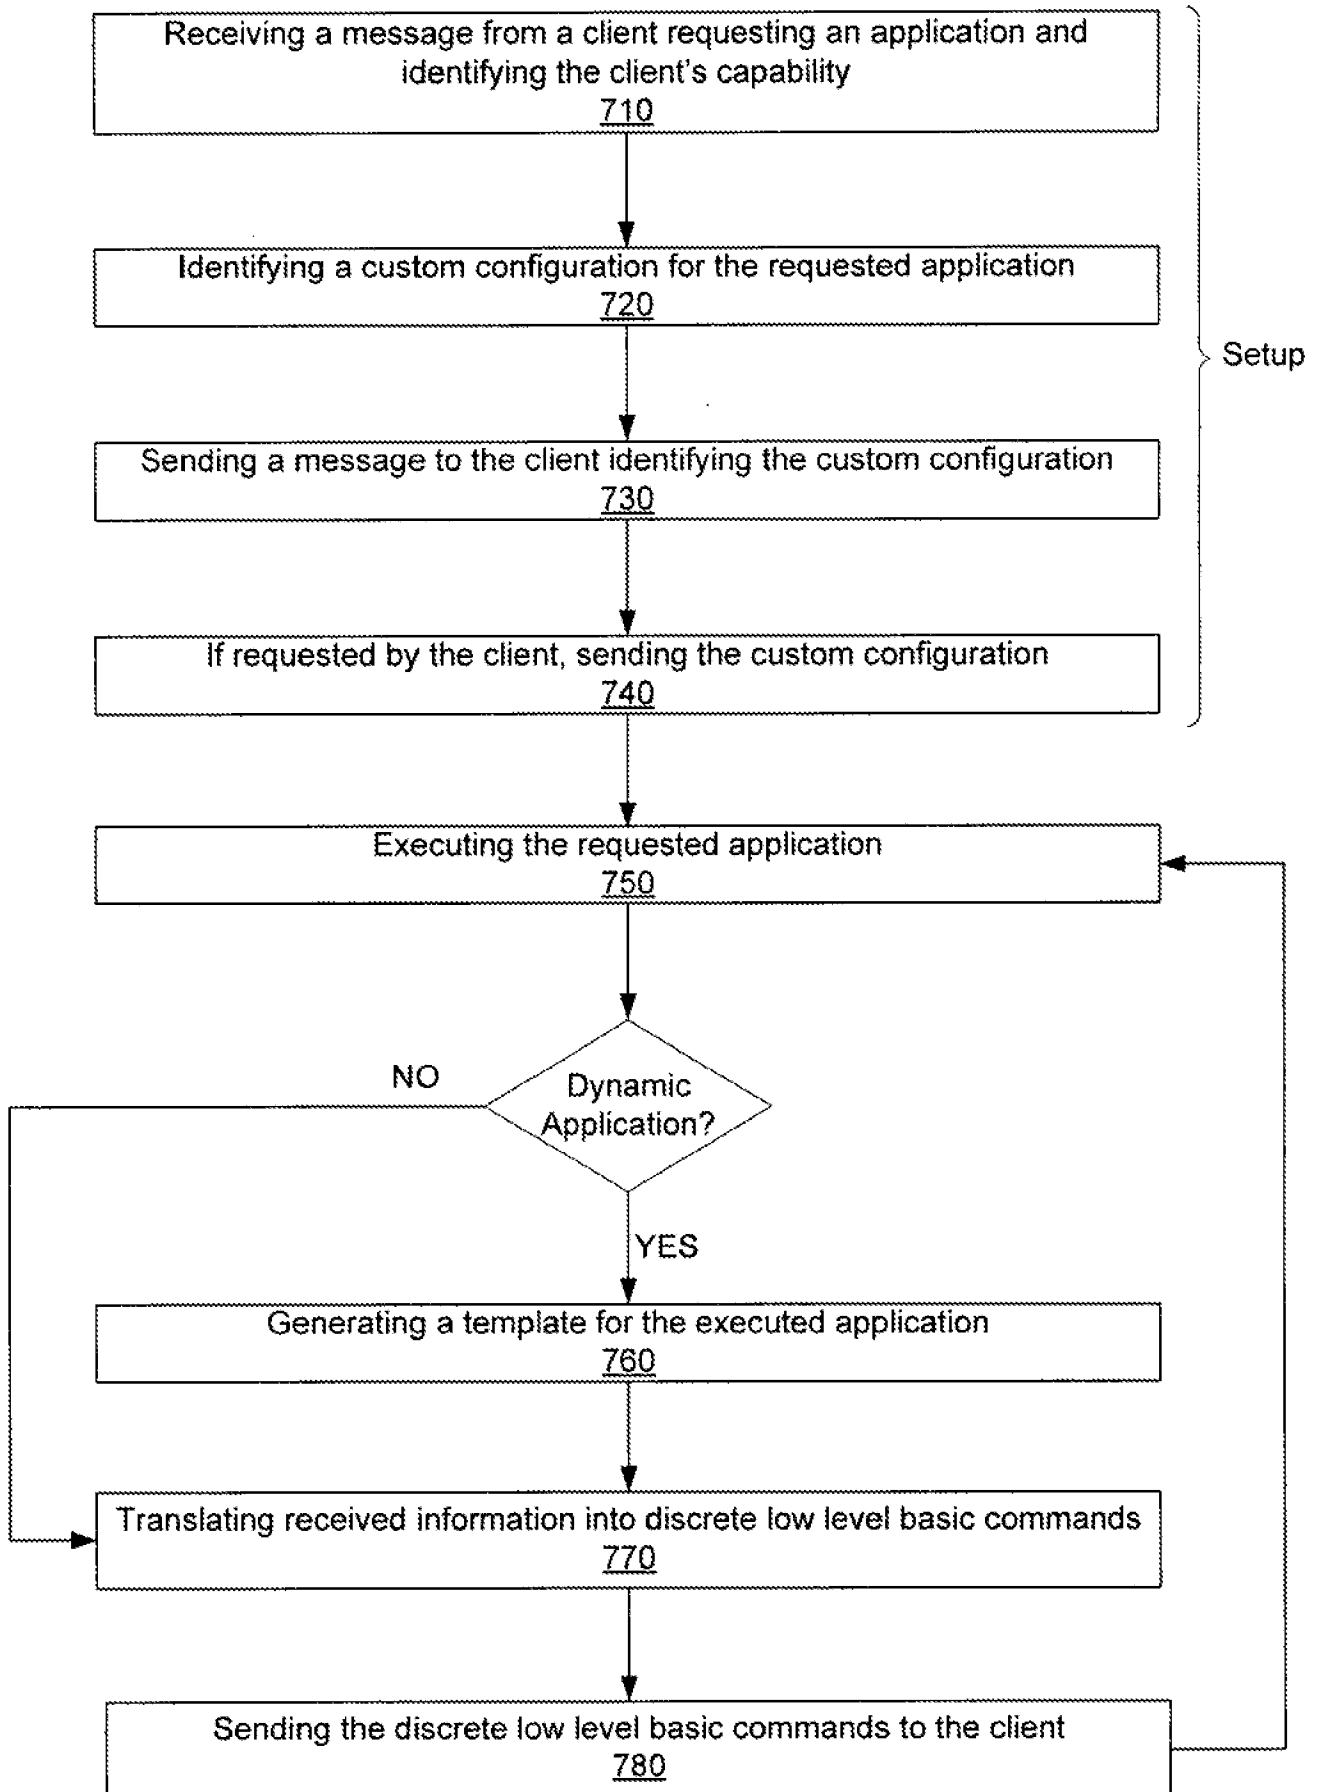 Receiving a message from a client requesting an application and
identifying the client's capability
710
Identifying a custom configuration for the requested application
720
Setup
Sending a message to the client identifying the custom configuration
730
If requested by the client, sending the custom configuration
740
Executing the requested application
750
NO
Dynamic
Application?
YES
Generating a template for the executed application
760
Translating received information into discrete low level basic commands
770
Sending the discrete low level basic commands to the client
780